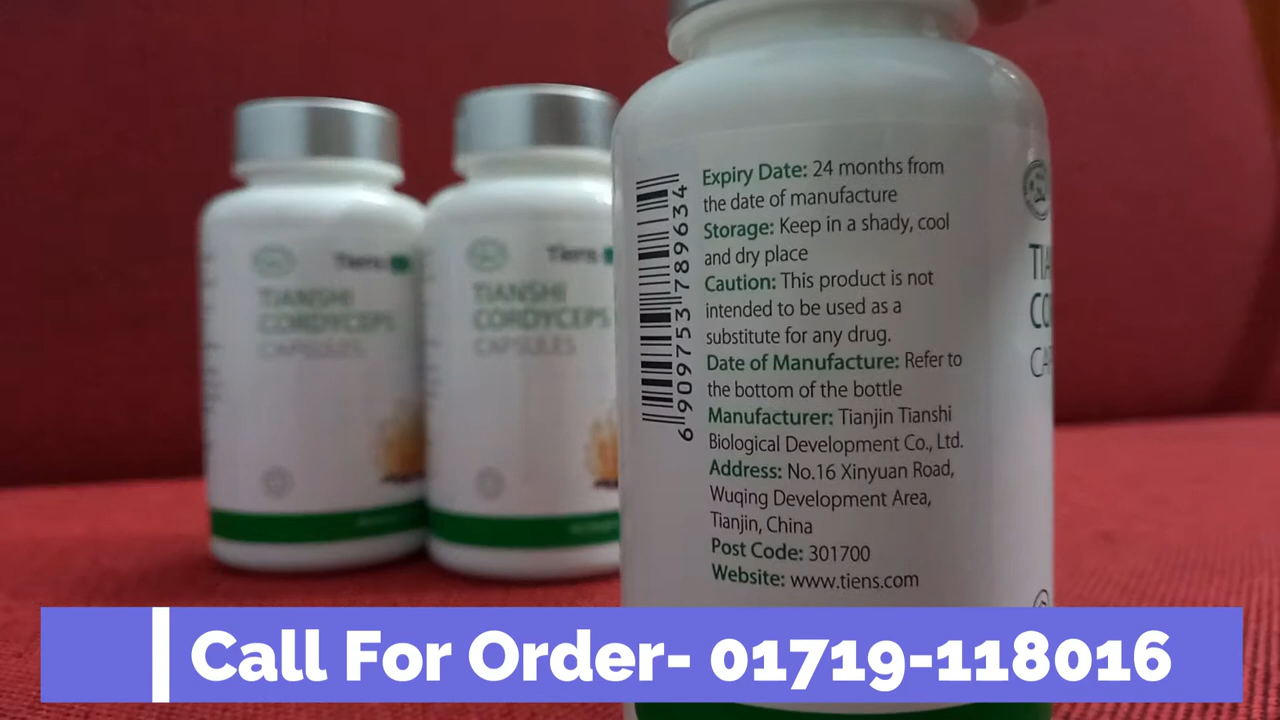 Tiens
TIANSHI
CORDYCEPS
CAPSULES
Tiens
TIANSHI
CORDYCEPS
CAPSULES
6909753789634
Expiry Date: 24 months from
the date of manufacture
Storage: Keep in a shady, cool
and dry place
Caution: This product is not
intended to be used as a
substitute for any drug.
Date of Manufacture: Refer to
the bottom of the bottle
Manufacturer: Tianjin Tianshi
Biological Development Co., Ltd.
Address: No.16 Xinyuan Road,
Wuqing Development Area,
Tianjin, China
Post Code: 301700
Website: www.tiens.com
Call For Order- 01719-118016